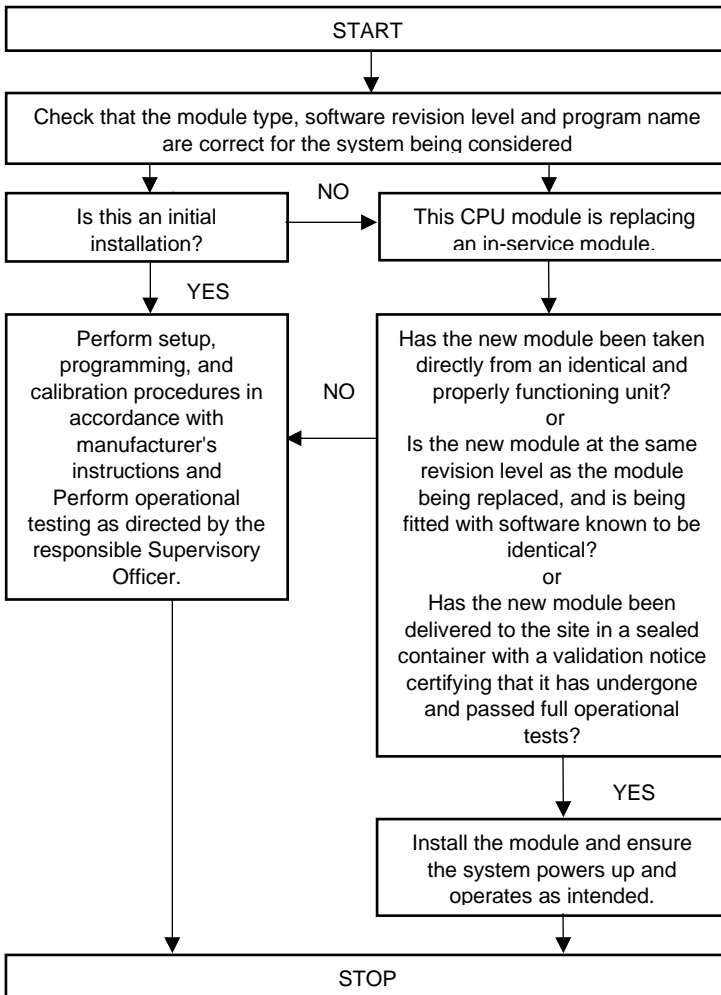 START
Check that the module type, software revision level and program name
are correct for the system being considered
Is this an initial
installation?
NO
This CPU module is replacing
an in-service module.
YES
Perform setup,
programming, and
calibration procedures in
accordance with
manufacturer's
instructions and
Perform operational
testing as directed by the
responsible Supervisory
Officer.
NO
Has the new module been taken
directly from an identical and
properly functioning unit?
or
Is the new module at the same
revision level as the module
being replaced, and is being
fitted with software known to be
identical?
or
Has the new module been
delivered to the site in a sealed
container with a validation notice
certifying that it has undergone
and passed full operational
tests?
YES
Install the module and ensure
the system powers up and
operates as intended.
STOP